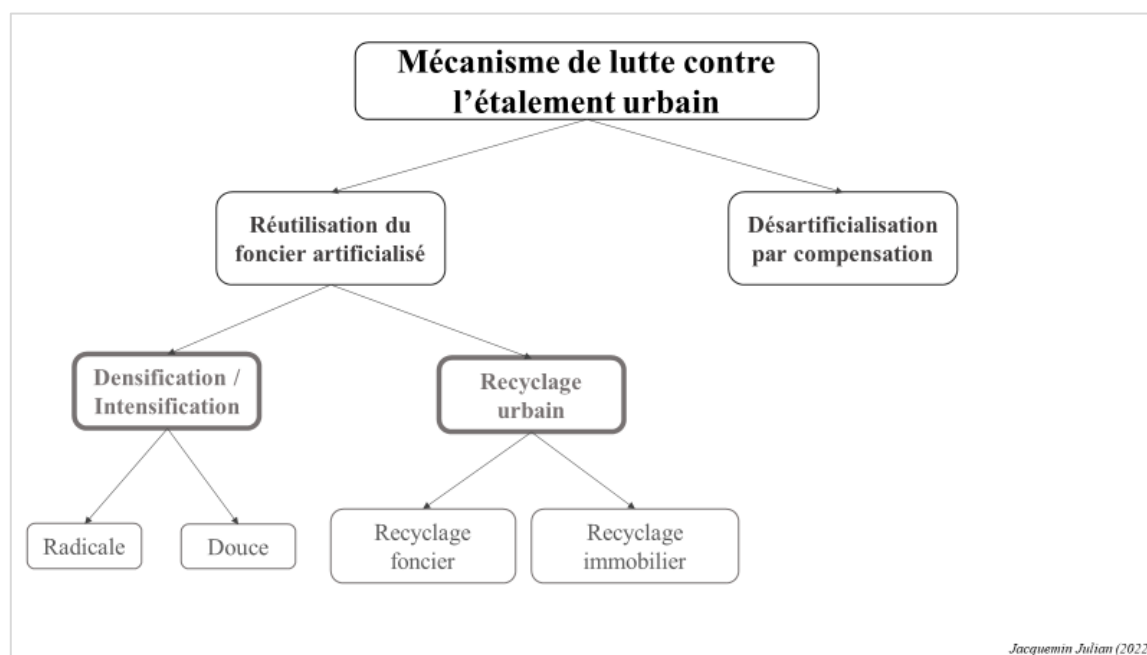 Mécanisme de lutte contre
l’étalement urbain
Réutilisation du
foncier artificialisé
Désartificialisation
par compensation
Densification /
Intensification
Recyclage
urbain
Radicale
Douce
Recyclage
foncier
Recyclage
immobilier
Jacquemin Julian (2022